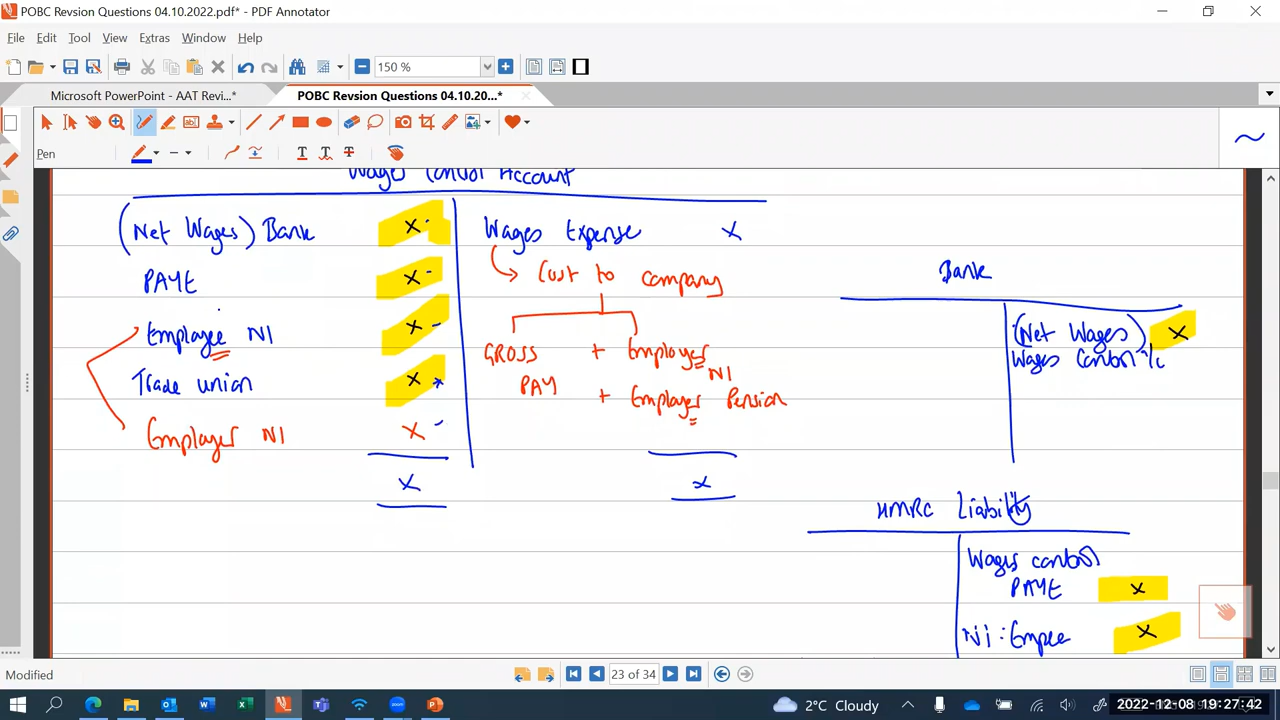 POBC Revsion Questions 04.10.2022.pdf* - PDF Annotator
File Edit Tool View Extras Window Help
150 %
Microsoft PowerPoint - AAT Revi...*
POBC Revsion Questions 04.10.20...*
Pen
Wages Control Account
(Net Wages) Bank X
Wages Expense X
PAYE X
Cost to company
Employee NI X
GROSS + Employer NI
PAY + Employer Pension
Trade union X
Employer NI X
X X
Bank
(Net Wages) X
Wages Control a/c
HMRC Liability
Wages control
PAYE X
Ni : Empee X
Modified
23 of 34
2°C Cloudy
2022-12-08 19:27:42